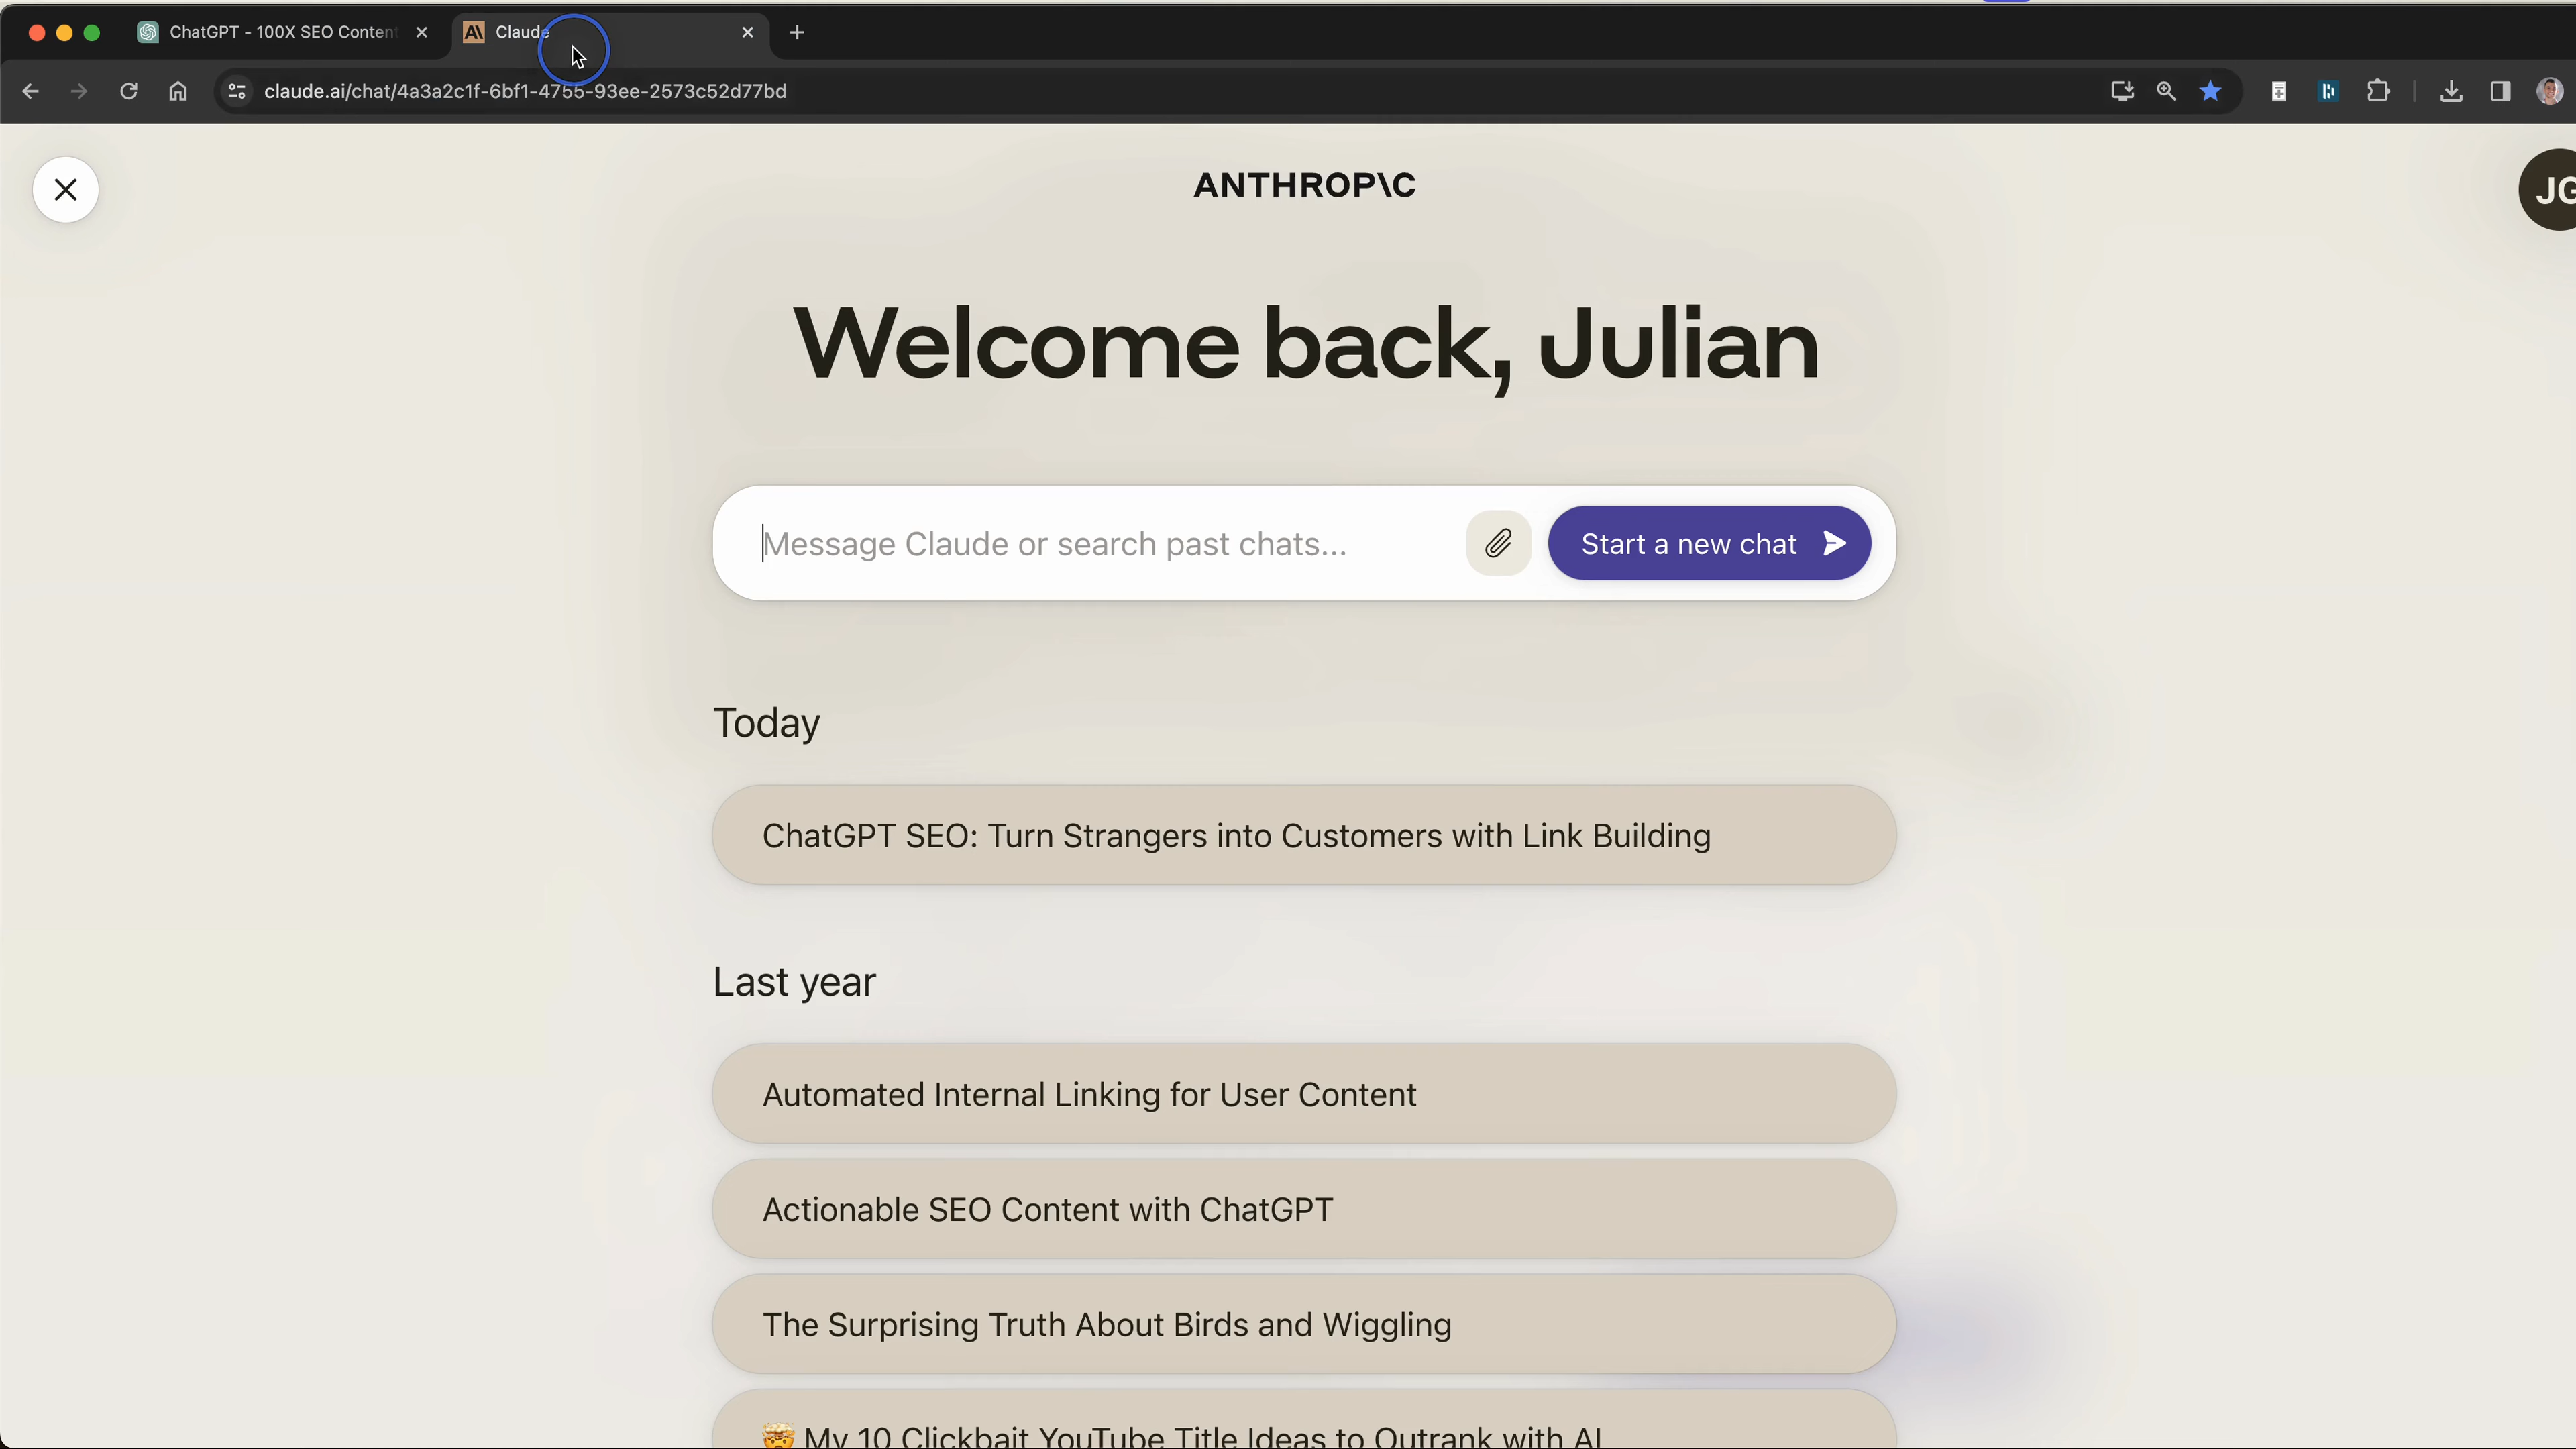 ChatGPT - 100X SEO Conten
Claude
claude.ai/chat/4a3a2c1f-6bf1-4755-93ee-2573c52d77bd
ANTHROP\C
JG
Welcome back, Julian
Message Claude or search past chats...
Start a new chat
Today
ChatGPT SEO: Turn Strangers into Customers with Link Building
Last year
Automated Internal Linking for User Content
Actionable SEO Content with ChatGPT
The Surprising Truth About Birds and Wiggling
🤯 My 10 Clickbait YouTube Title Ideas to Outrank with AI